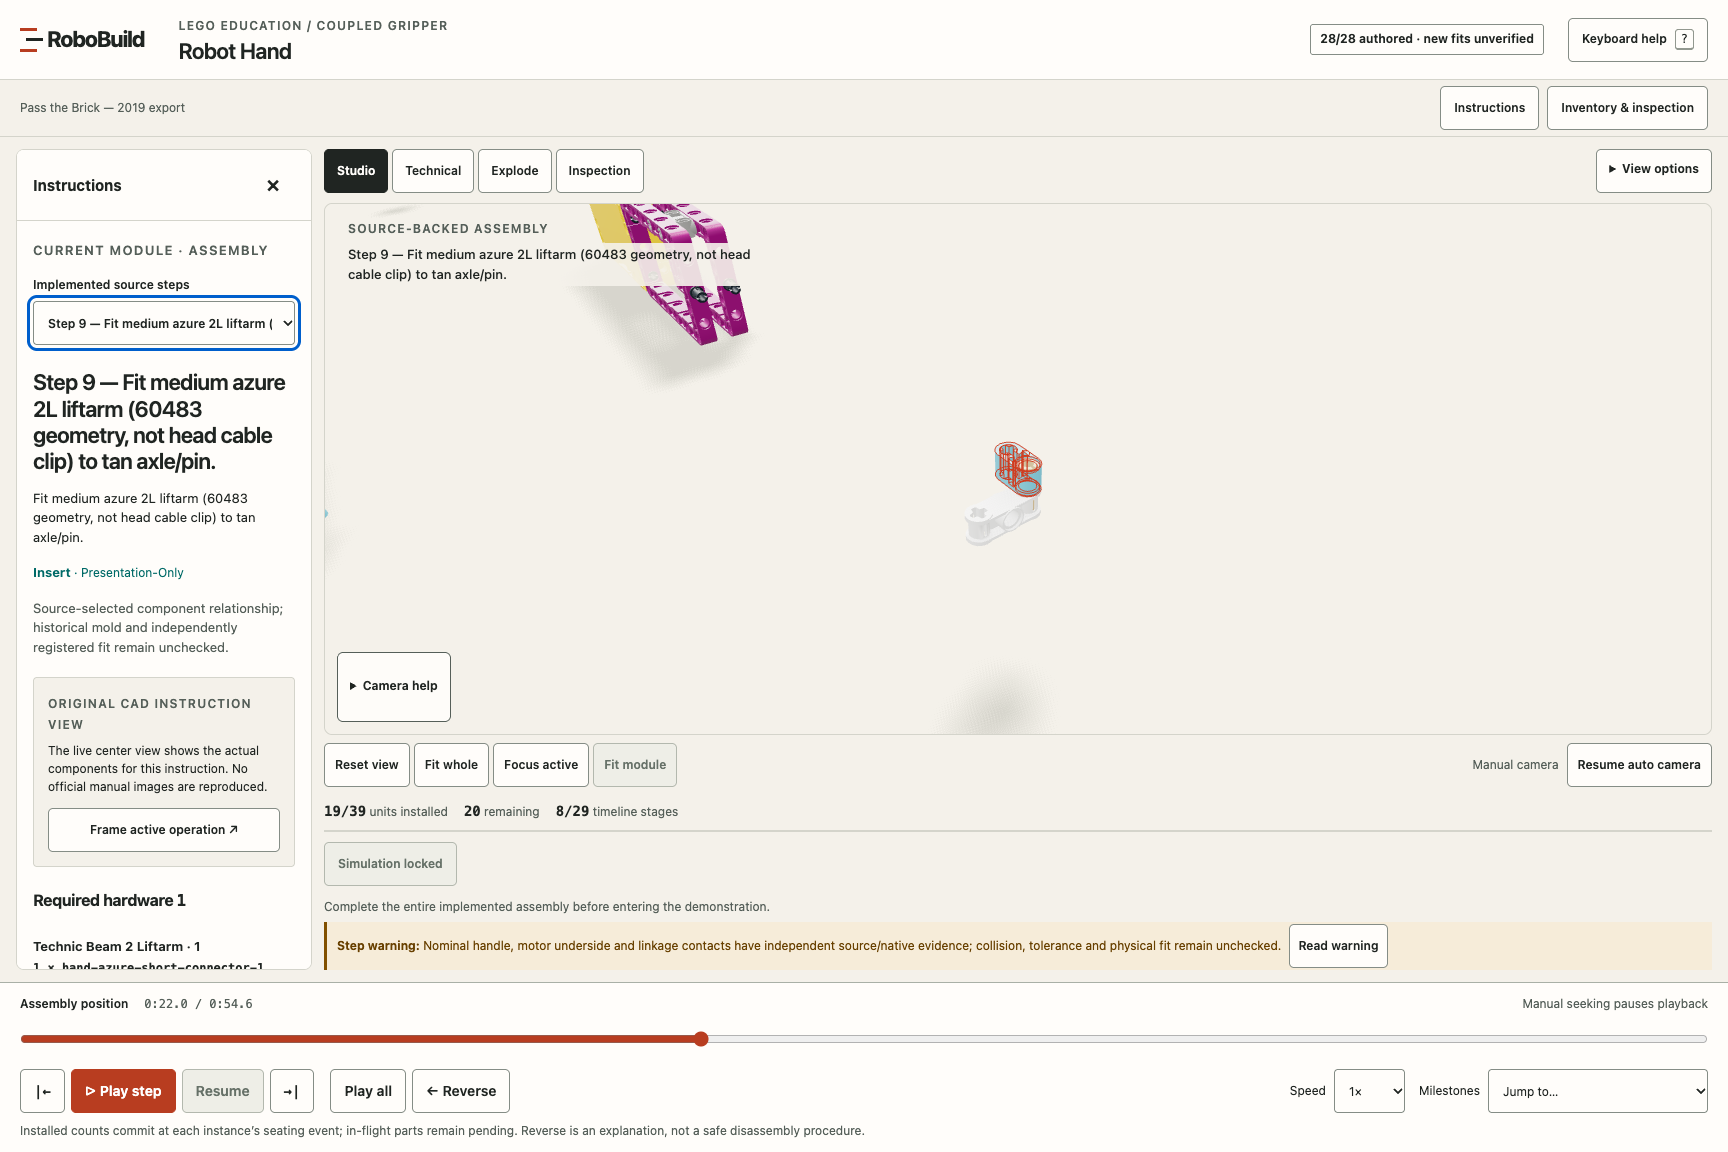 RoboBuild
LEGO EDUCATION / COUPLED GRIPPER
Robot Hand
28/28 authored · new fits unverified
Keyboard help ?
Pass the Brick — 2019 export
Instructions
Inventory & inspection
Instructions
CURRENT MODULE · ASSEMBLY
Implemented source steps
Step 9 — Fit medium azure 2L liftarm (
Step 9 — Fit medium azure
2L liftarm (60483
geometry, not head cable
clip) to tan axle/pin.
Fit medium azure 2L liftarm (60483
geometry, not head cable clip) to tan
axle/pin.
Insert · Presentation-Only
Source-selected component relationship;
historical mold and independently
registered fit remain unchecked.
ORIGINAL CAD INSTRUCTION
VIEW
The live center view shows the actual
components for this instruction. No
official manual images are reproduced.
Frame active operation ↗
Required hardware 1
Technic Beam 2 Liftarm · 1
1 × hand-azure-short-connector-1
Studio
Technical
Explode
Inspection
View options
SOURCE-BACKED ASSEMBLY
Step 9 — Fit medium azure 2L liftarm (60483 geometry, not head
cable clip) to tan axle/pin.
Camera help
Reset view
Fit whole
Focus active
Fit module
Manual camera
Resume auto camera
19/39 units installed 20 remaining 8/29 timeline stages
Simulation locked
Complete the entire implemented assembly before entering the demonstration.
Step warning: Nominal handle, motor underside and linkage contacts have independent source/native evidence; collision, tolerance and physical fit remain unchecked.
Read warning
Assembly position 0:22.0 / 0:54.6
Manual seeking pauses playback
|←
Play step
Resume
→|
Play all
← Reverse
Speed
1×
Milestones
Jump to...
Installed counts commit at each instance's seating event; in-flight parts remain pending. Reverse is an explanation, not a safe disassembly procedure.